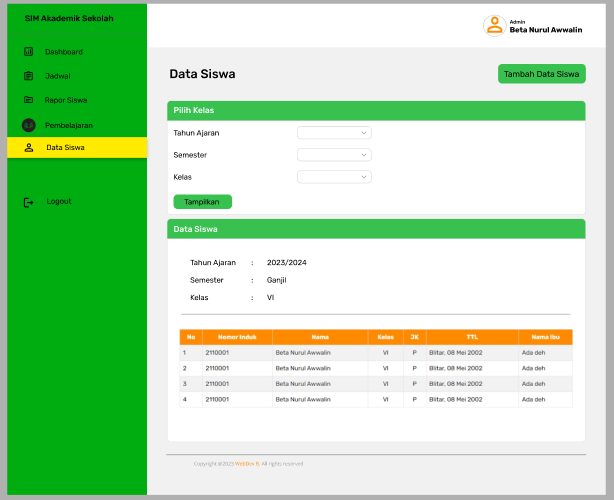 SIM Akademik Sekolah
Admin
Beta Nurul Awwalin
Dashboard
Jadwal
Rapor Siswa
Pembelajaran
Data Siswa
Logout
Data Siswa
Tambah Data Siswa
Pilih Kelas
Tahun Ajaran
Semester
Kelas
Tampilkan
Data Siswa
Tahun Ajaran : 2023/2024
Semester : Ganjil
Kelas : VI
No Nomor Induk Nama Kelas JK TTL Nama Ibu
1 2110001 Beta Nurul Awwalin VI P Blitar, 08 Mei 2002 Ada deh
2 2110001 Beta Nurul Awwalin VI P Blitar, 08 Mei 2002 Ada deh
3 2110001 Beta Nurul Awwalin VI P Blitar, 08 Mei 2002 Ada deh
4 2110001 Beta Nurul Awwalin VI P Blitar, 08 Mei 2002 Ada deh
Copyright ©2023 All rights reserved